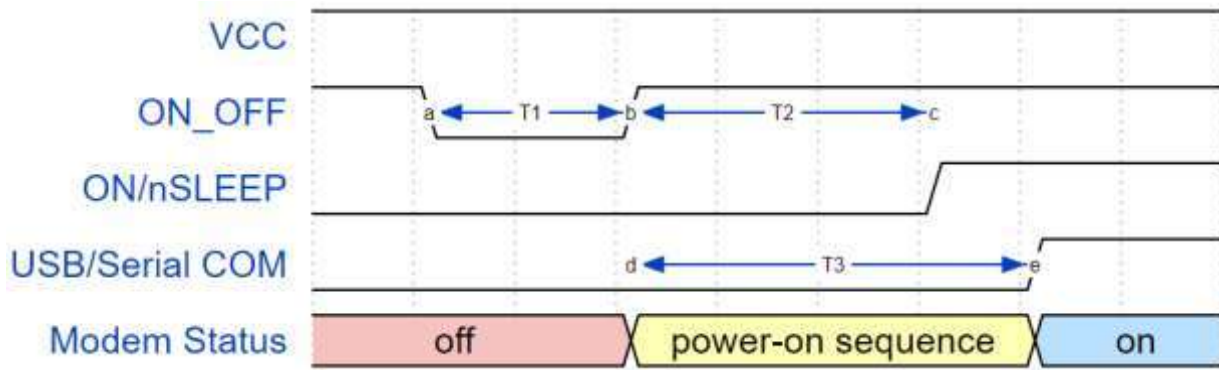 VCC
ON_OFF a T1 b T2 c
ON/nSLEEP
USB/Serial COM d T3 e
Modem Status off power-on sequence on